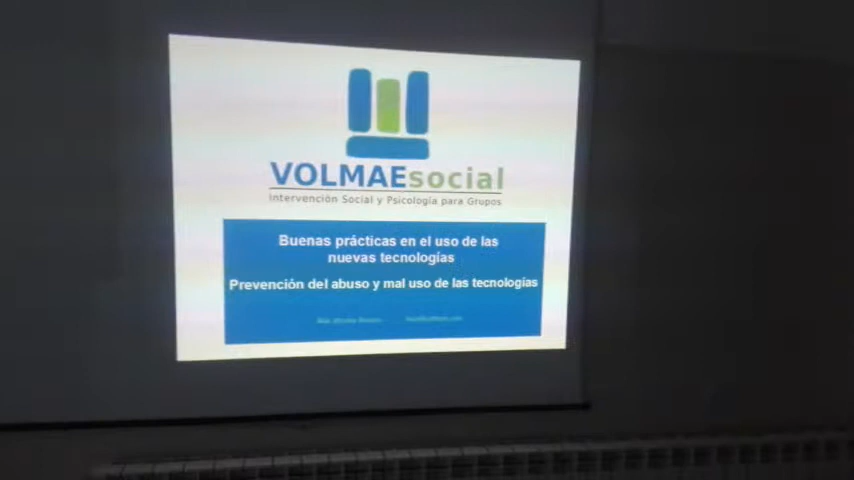 VOLMAEsocial
Intervención Social y Psicología para Grupos
Buenas prácticas en el uso de las
nuevas tecnologías
Prevención del abuso y mal uso de las tecnologías